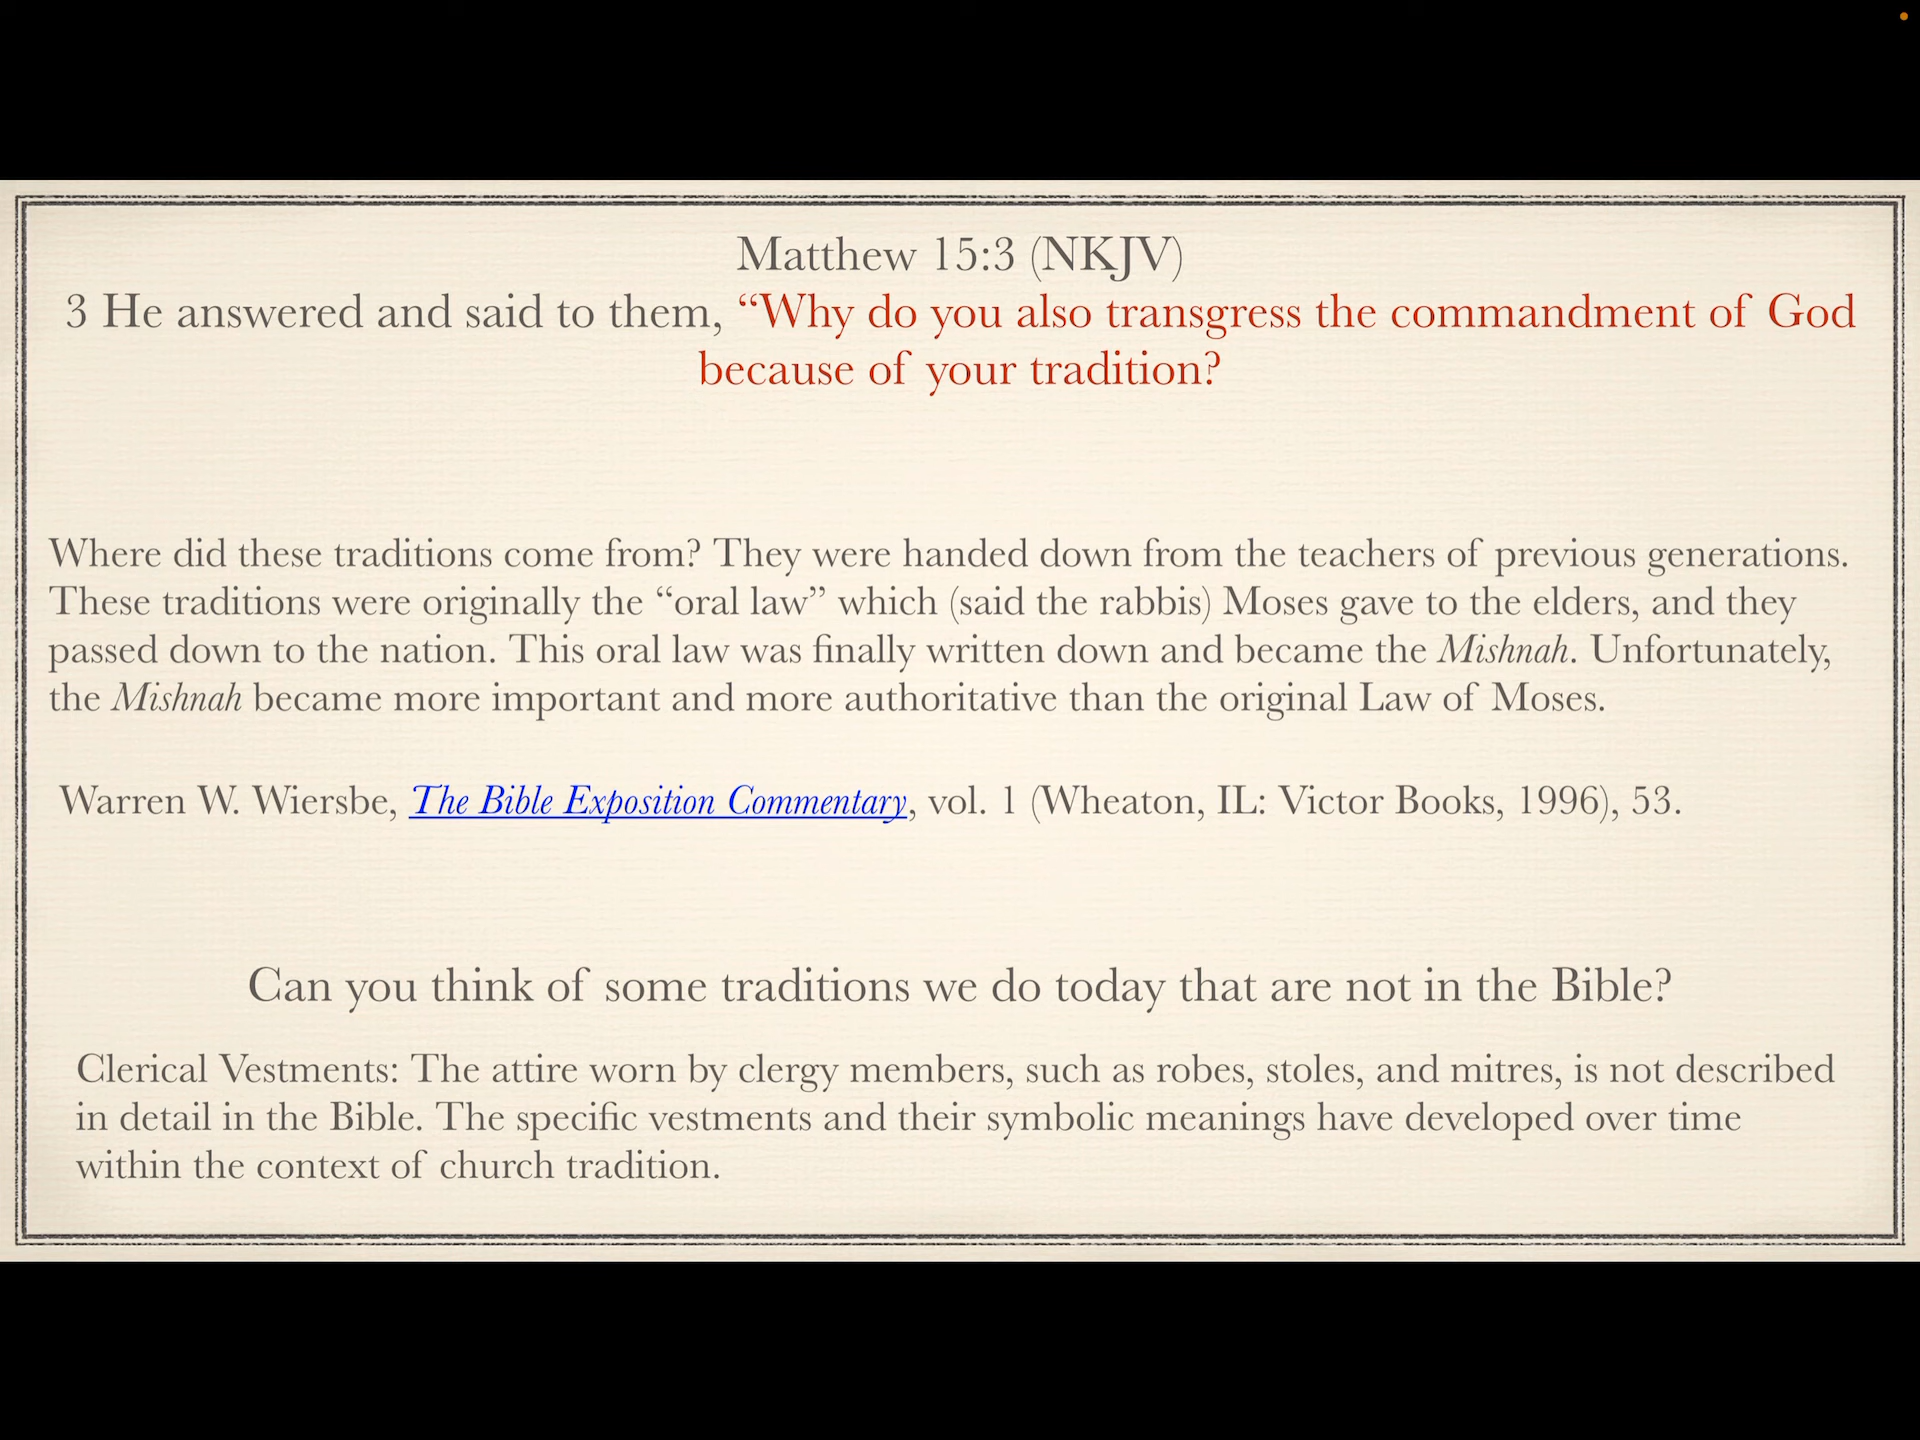 Matthew 15:3 (NKJV)
3 He answered and said to them, “Why do you also transgress the commandment of God
because of your tradition?
Where did these traditions come from? They were handed down from the teachers of previous generations.
These traditions were originally the “oral law” which (said the rabbis) Moses gave to the elders, and they
passed down to the nation. This oral law was finally written down and became the Mishnah. Unfortunately,
the Mishnah became more important and more authoritative than the original Law of Moses.
Warren W. Wiersbe, The Bible Exposition Commentary, vol. 1 (Wheaton, IL: Victor Books, 1996), 53.
Can you think of some traditions we do today that are not in the Bible?
Clerical Vestments: The attire worn by clergy members, such as robes, stoles, and mitres, is not described
in detail in the Bible. The specific vestments and their symbolic meanings have developed over time
within the context of church tradition.